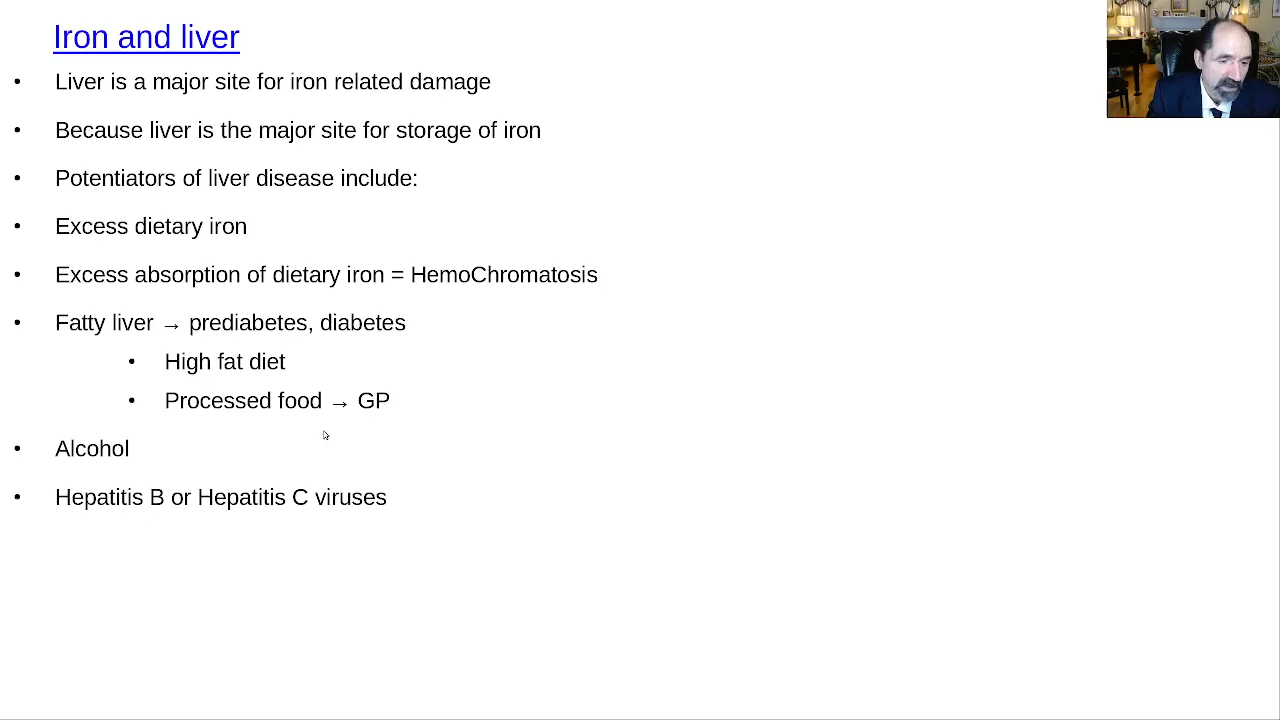 Iron and liver
• Liver is a major site for iron related damage
• Because liver is the major site for storage of iron
• Potentiators of liver disease include:
• Excess dietary iron
• Excess absorption of dietary iron = HemoChromatosis
• Fatty liver → prediabetes, diabetes
• High fat diet
• Processed food → GP
• Alcohol
• Hepatitis B or Hepatitis C viruses